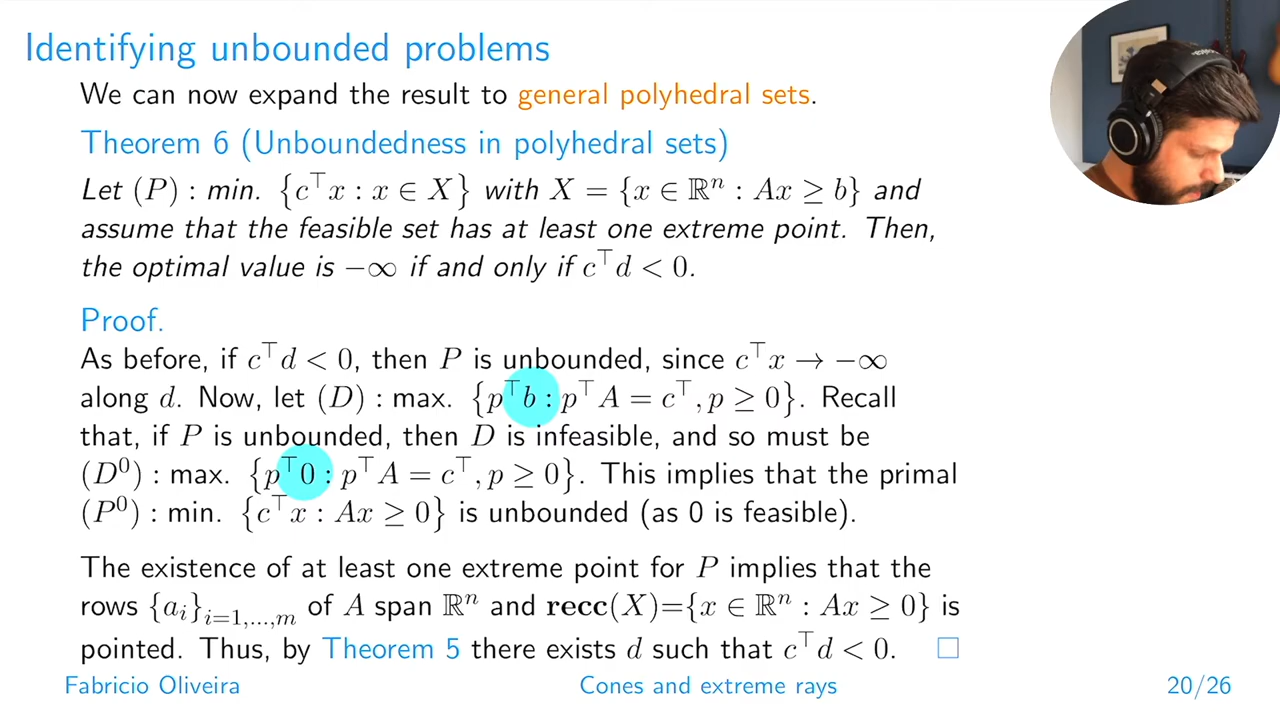 Identifying unbounded problems
We can now expand the result to general polyhedral sets.
Theorem 6 (Unboundedness in polyhedral sets)
Let (P) : min. {c⊤x : x ∈ X} with X = {x ∈ ℝⁿ : Ax ≥ b} and
assume that the feasible set has at least one extreme point. Then,
the optimal value is −∞ if and only if c⊤d < 0.
Proof.
As before, if c⊤d < 0, then P is unbounded, since c⊤x → −∞
along d. Now, let (D) : max. {p⊤b : p⊤A = c⊤, p ≥ 0}. Recall
that, if P is unbounded, then D is infeasible, and so must be
(D⁰) : max. {p⊤0 : p⊤A = c⊤, p ≥ 0}. This implies that the primal
(P⁰) : min. {c⊤x : Ax ≥ 0} is unbounded (as 0 is feasible).
The existence of at least one extreme point for P implies that the
rows {aᵢ}ᵢ₌₁,...,ₘ of A span ℝⁿ and recc(X)={x ∈ ℝⁿ : Ax ≥ 0} is
pointed. Thus, by Theorem 5 there exists d such that c⊤d < 0. □
Fabricio Oliveira Cones and extreme rays 20/26